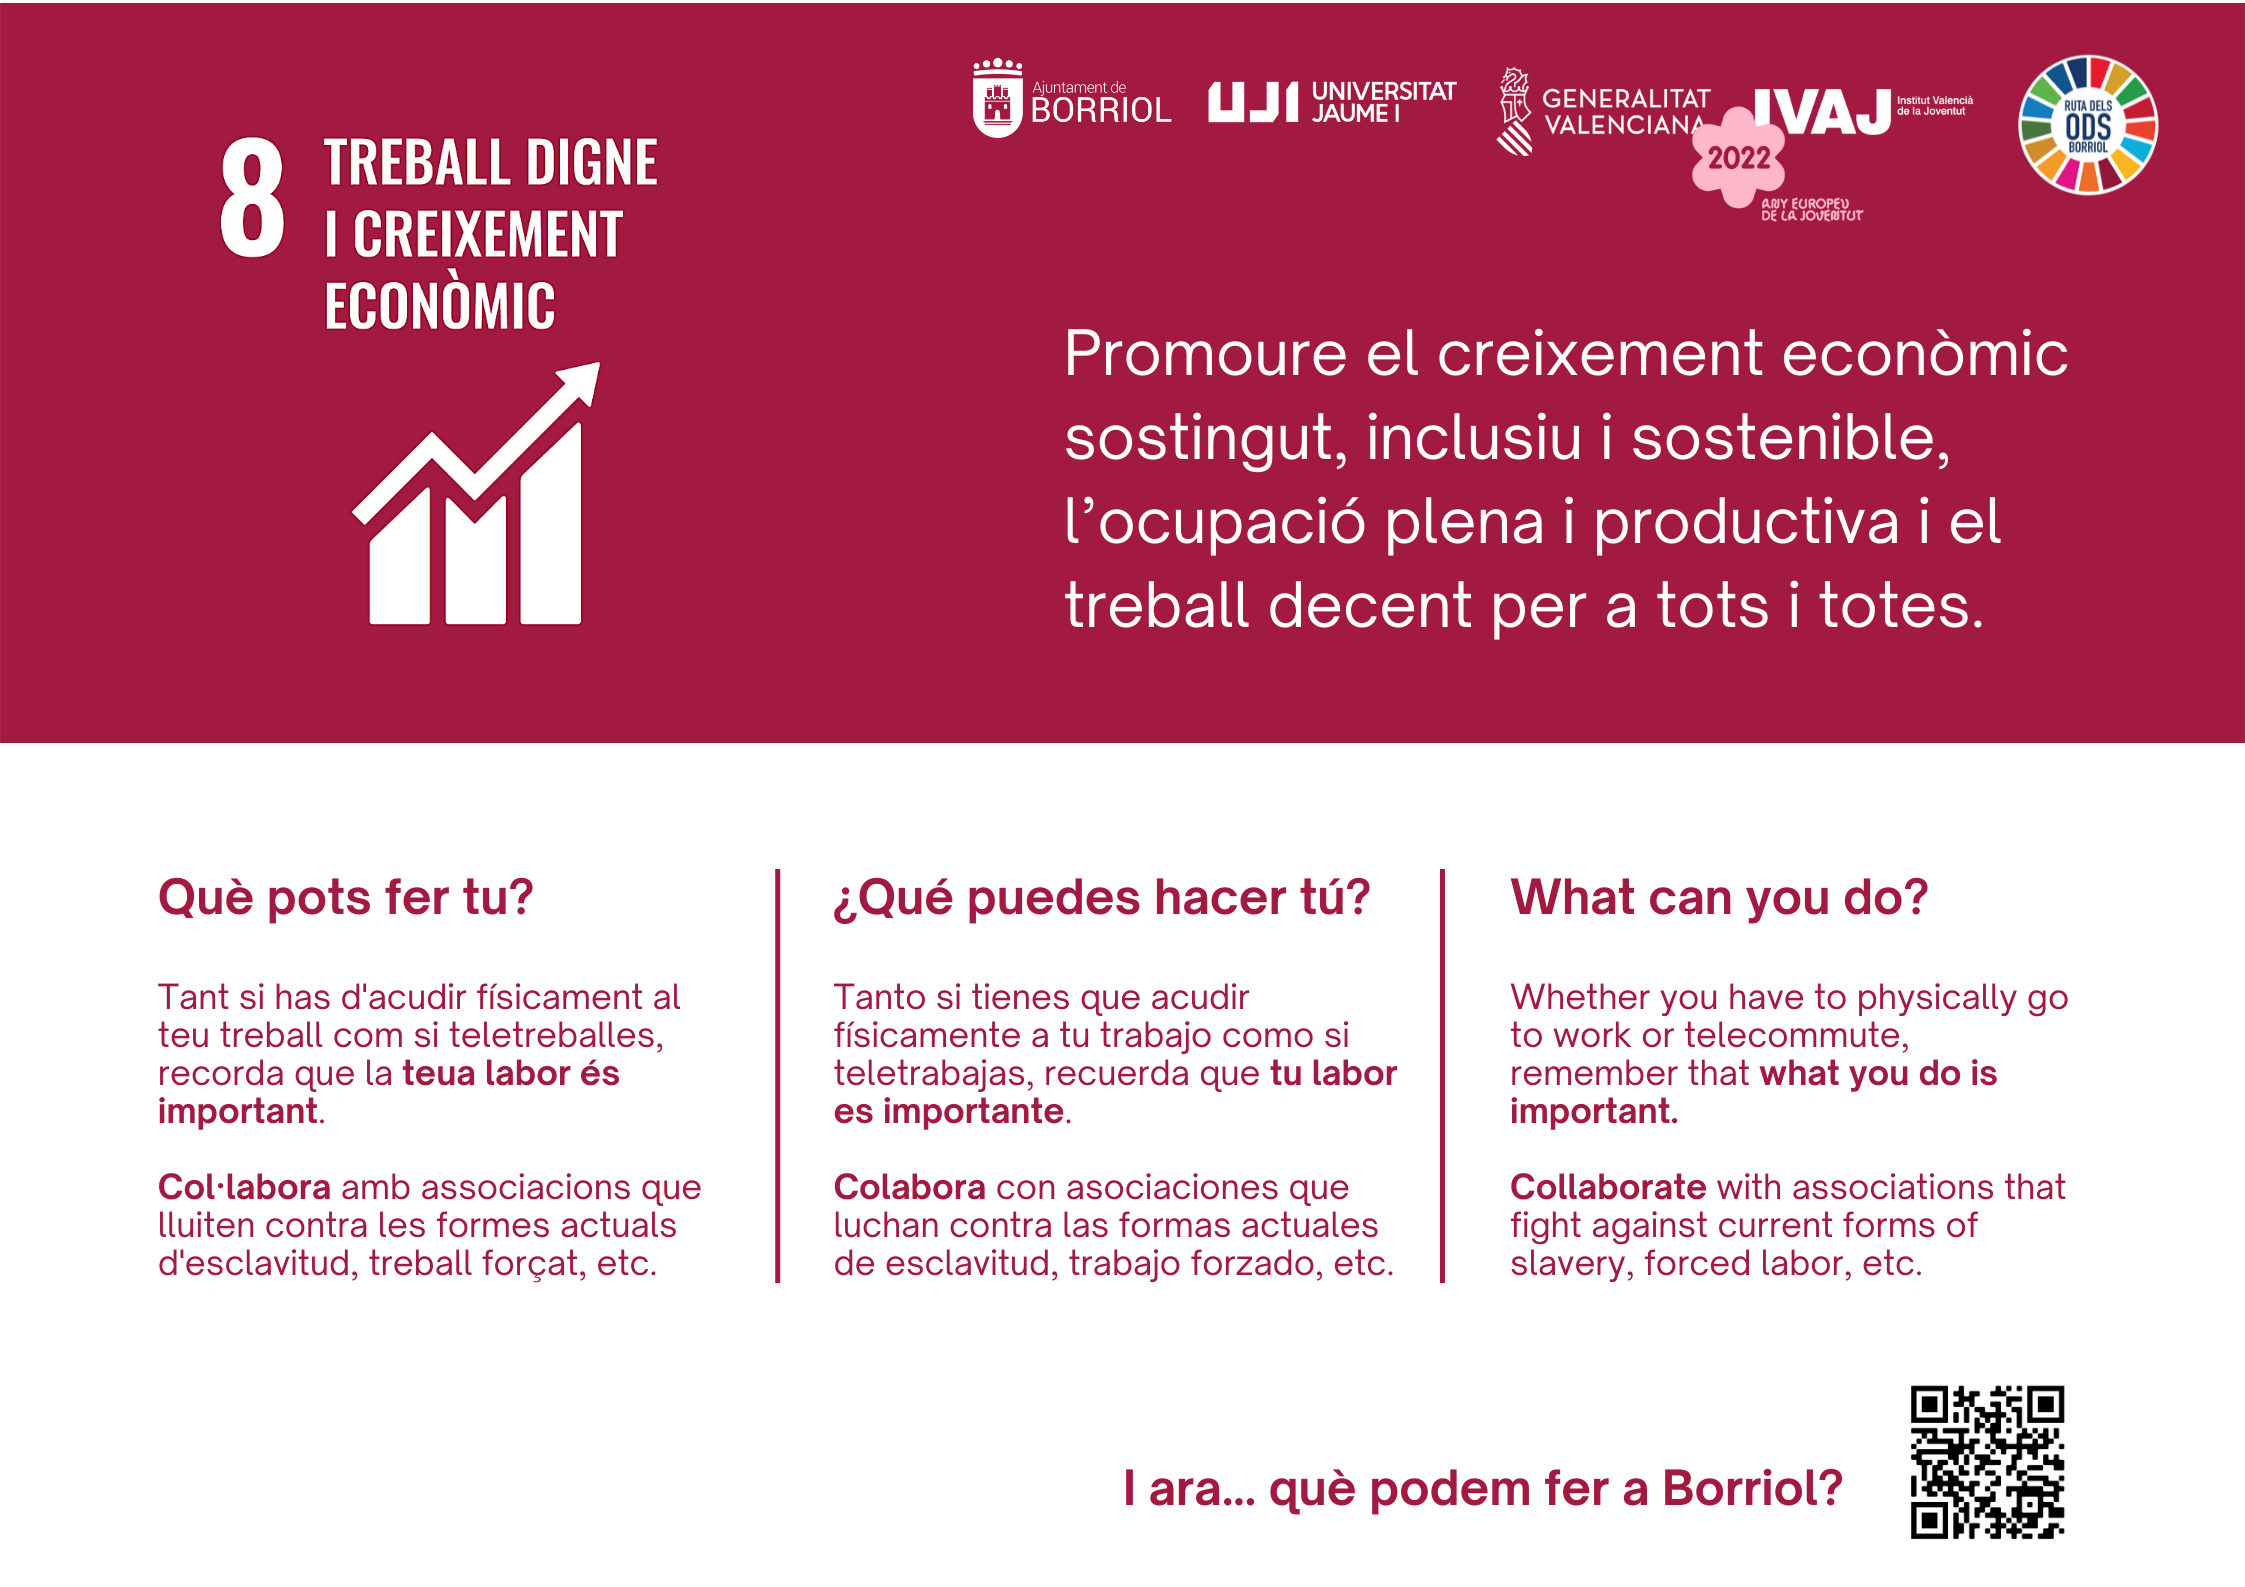 8
TREBALL DIGNE
I CREIXEMENT
ECONÒMIC
Ajuntament de
BORRIOL
UJI
UNIVERSITAT
JAUME I
GENERALITAT
VALENCIANA
IVAJ
Institut Valencià
de la Joventut
2022
ANY EUROPEU
DE LA JOVENTUT
RUTA DELS
ODS
BORRIOL
Promoure el creixement econòmic
sostingut, inclusiu i sostenible,
l’ocupació plena i productiva i el
treball decent per a tots i totes.
Què pots fer tu?
Tant si has d'acudir físicament al
teu treball com si teletreballes,
recorda que la teua labor és
important.
Col·labora amb associacions que
lluiten contra les formes actuals
d'esclavitud, treball forçat, etc.
¿Qué puedes hacer tú?
Tanto si tienes que acudir
físicamente a tu trabajo como si
teletrabajas, recuerda que tu labor
es importante.
Colabora con asociaciones que
luchan contra las formas actuales
de esclavitud, trabajo forzado, etc.
What can you do?
Whether you have to physically go
to work or telecommute,
remember that what you do is
important.
Collaborate with associations that
fight against current forms of
slavery, forced labor, etc.
I ara... què podem fer a Borriol?